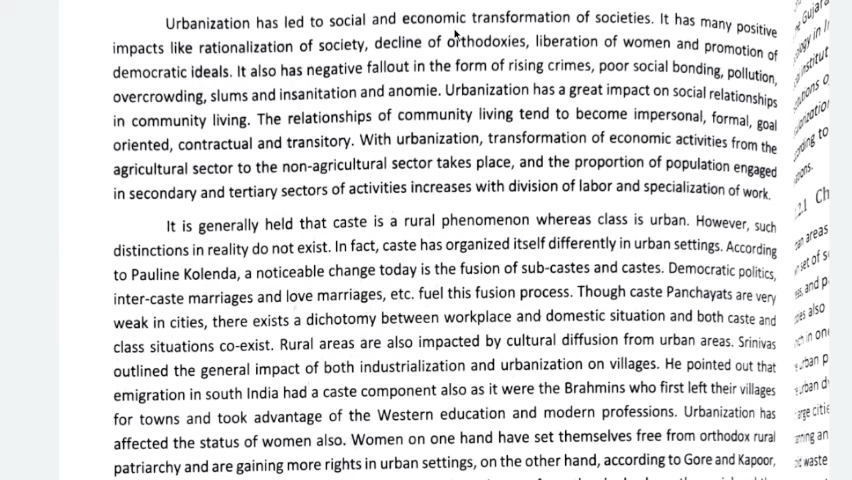 Urbanization has led to social and economic transformation of societies. It has many positive
impacts like rationalization of society, decline of orthodoxies, liberation of women and promotion of
democratic ideals. It also has negative fallout in the form of rising crimes, poor social bonding, pollution,
overcrowding, slums and insanitation and anomie. Urbanization has a great impact on social relationships
in community living. The relationships of community living tend to become impersonal, formal, goal
oriented, contractual and transitory. With urbanization, transformation of economic activities from the
agricultural sector to the non-agricultural sector takes place, and the proportion of population engaged
in secondary and tertiary sectors of activities increases with division of labor and specialization of work.
It is generally held that caste is a rural phenomenon whereas class is urban. However, such
distinctions in reality do not exist. In fact, caste has organized itself differently in urban settings. According
to Pauline Kolenda, a noticeable change today is the fusion of sub-castes and castes. Democratic politics,
inter-caste marriages and love marriages, etc. fuel this fusion process. Though caste Panchayats are very
weak in cities, there exists a dichotomy between workplace and domestic situation and both caste and
class situations co-exist. Rural areas are also impacted by cultural diffusion from urban areas. Srinivas
outlined the general impact of both industrialization and urbanization on villages. He pointed out that
emigration in south India had a caste component also as it were the Brahmins who first left their villages
for towns and took advantage of the Western education and modern professions. Urbanization has
affected the status of women also. Women on one hand have set themselves free from orthodox rural
patriarchy and are gaining more rights in urban settings, on the other hand, according to Gore and Kapoor,